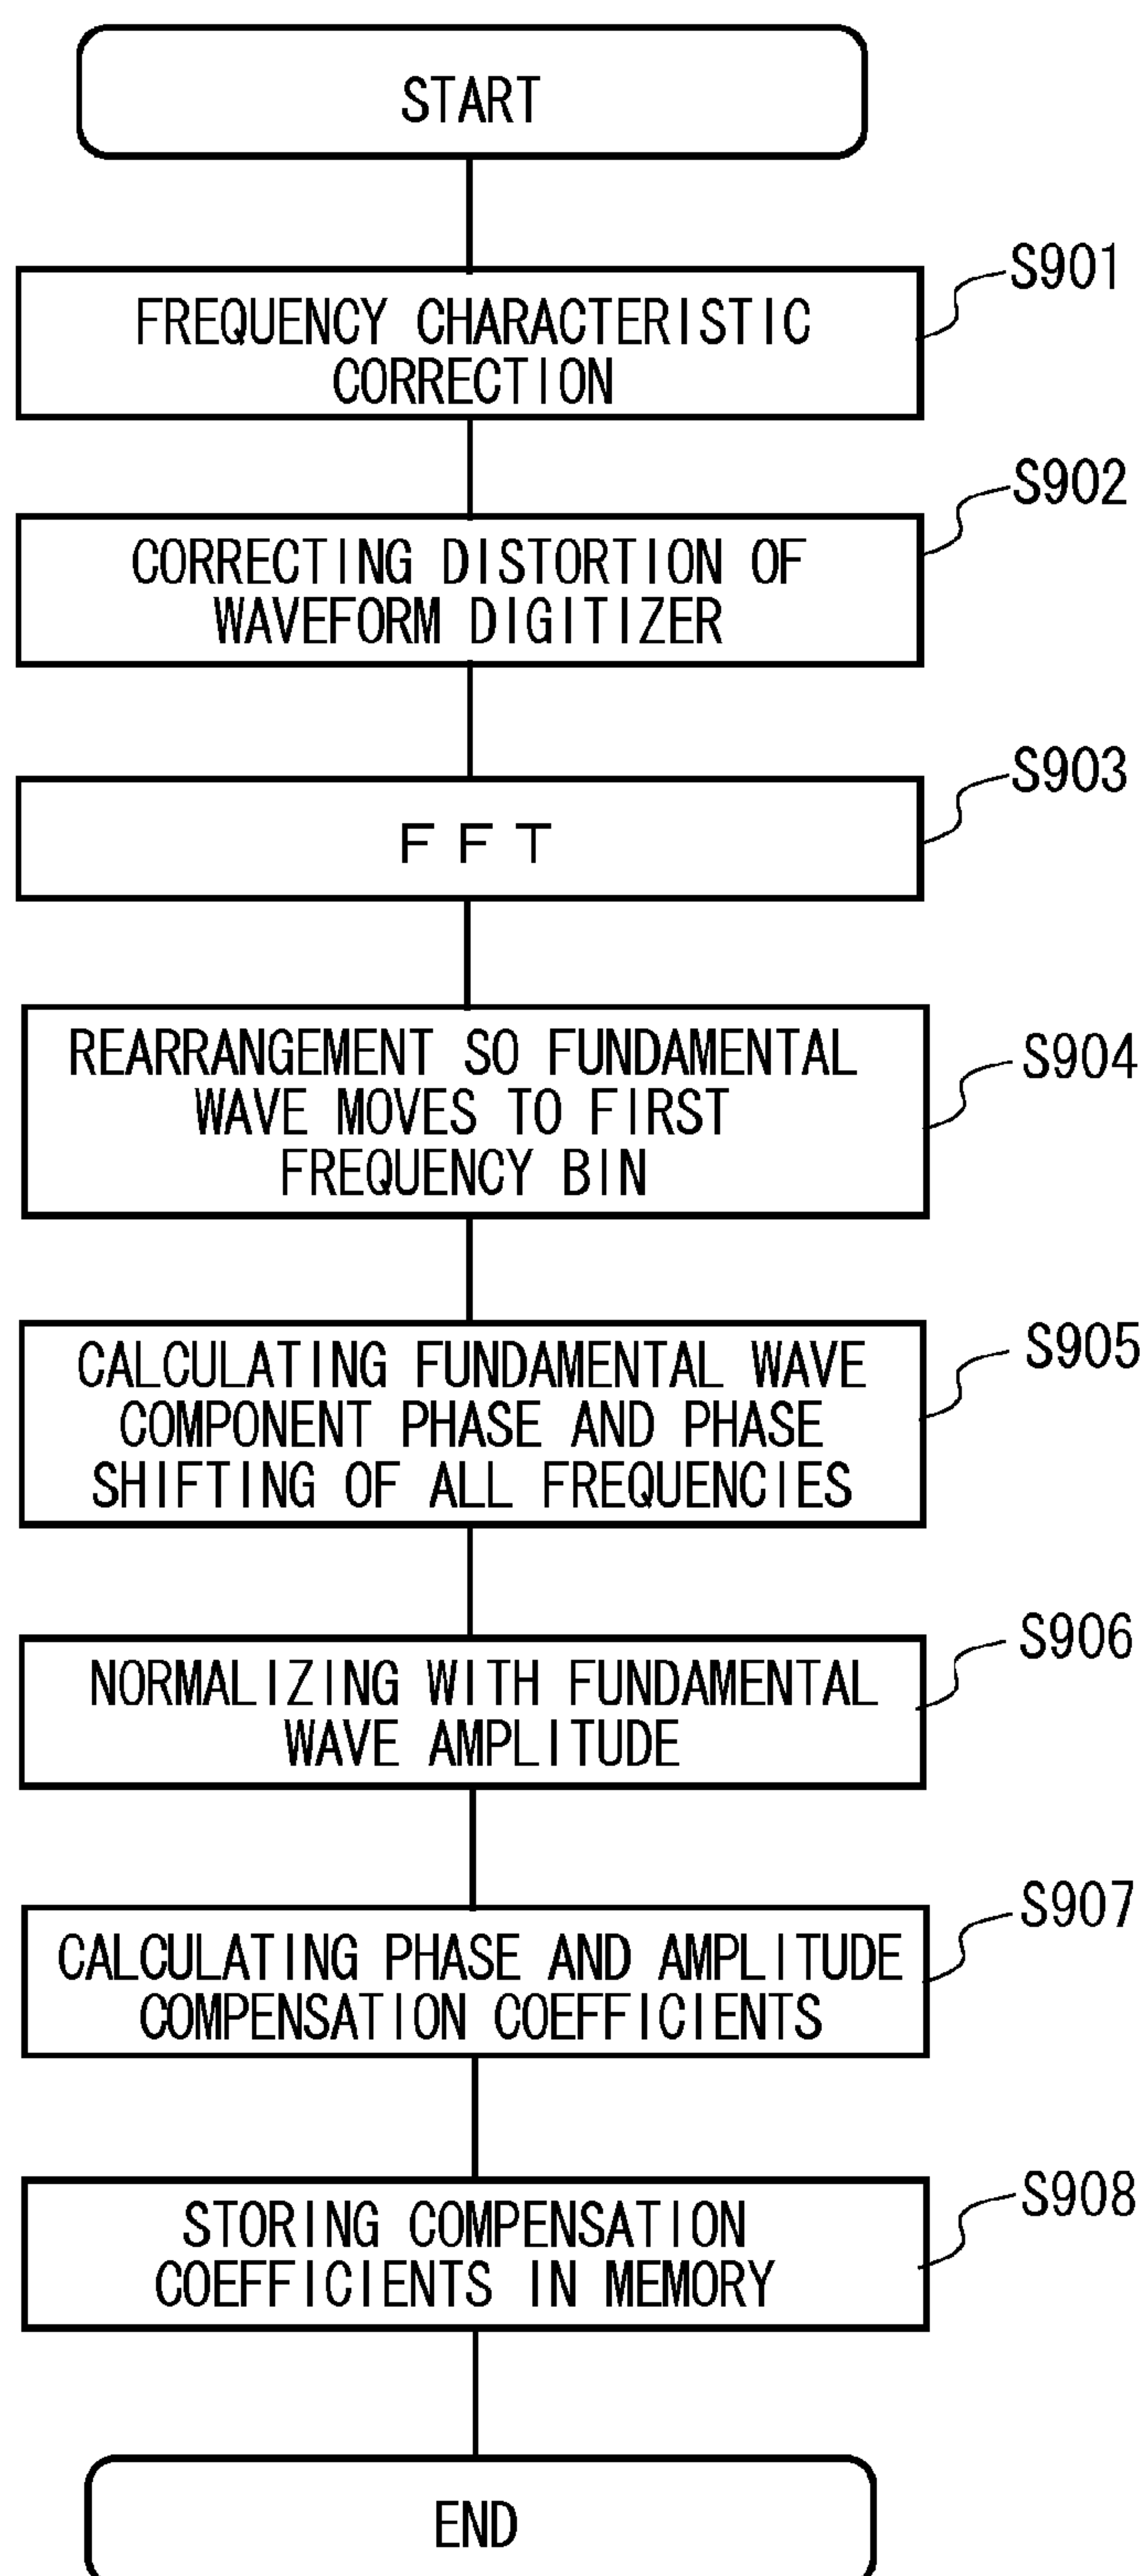 START
S901
FREQUENCY CHARACTERISTIC
CORRECTION
S902
CORRECTING DISTORTION OF
WAVEFORM DIGITIZER
S903
FFT
S904
REARRANGEMENT SO FUNDAMENTAL
WAVE MOVES TO FIRST
FREQUENCY BIN
S905
CALCULATING FUNDAMENTAL WAVE
COMPONENT PHASE AND PHASE
SHIFTING OF ALL FREQUENCIES
S906
NORMALIZING WITH FUNDAMENTAL
WAVE AMPLITUDE
S907
CALCULATING PHASE AND AMPLITUDE
COMPENSATION COEFFICIENTS
S908
STORING COMPENSATION
COEFFICIENTS IN MEMORY
END